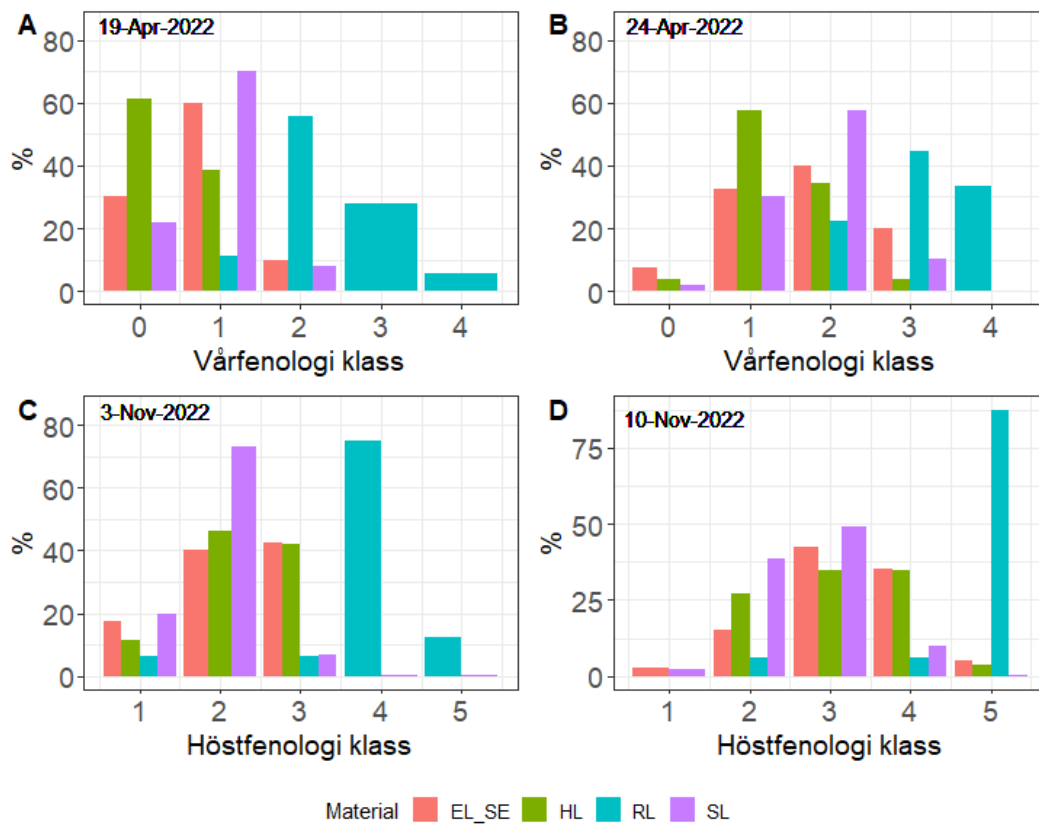 A 19-Apr-2022
80
60
40
20
0
%
0 1 2 3 4
Vårfenologi klass
B 24-Apr-2022
80
60
40
20
0
%
0 1 2 3 4
Vårfenologi klass
C 3-Nov-2022
80
60
40
20
0
%
1 2 3 4 5
Höstfenologi klass
D 10-Nov-2022
75
50
25
0
%
1 2 3 4 5
Höstfenologi klass
Material EL_SE HL RL SL